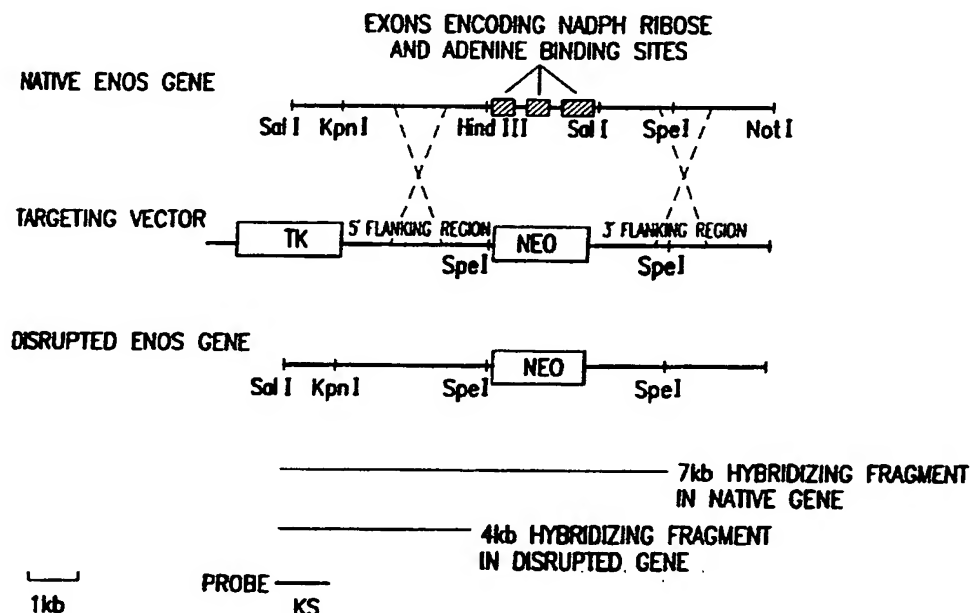 EXONS ENCODING NADPH RIBOSE
AND ADENINE BINDING SITES
NATIVE ENOS GENE
Sal I KpnI Hind III Sal I SpeI Not I
TARGETING VECTOR
TK 5' FLANKING REGION NEO 3' FLANKING REGION
SpeI SpeI
DISRUPTED ENOS GENE
NEO
Sal I KpnI SpeI SpeI
7kb HYBRIDIZING FRAGMENT
IN NATIVE GENE
4kb HYBRIDIZING FRAGMENT
IN DISRUPTED GENE
PROBE
1kb KS